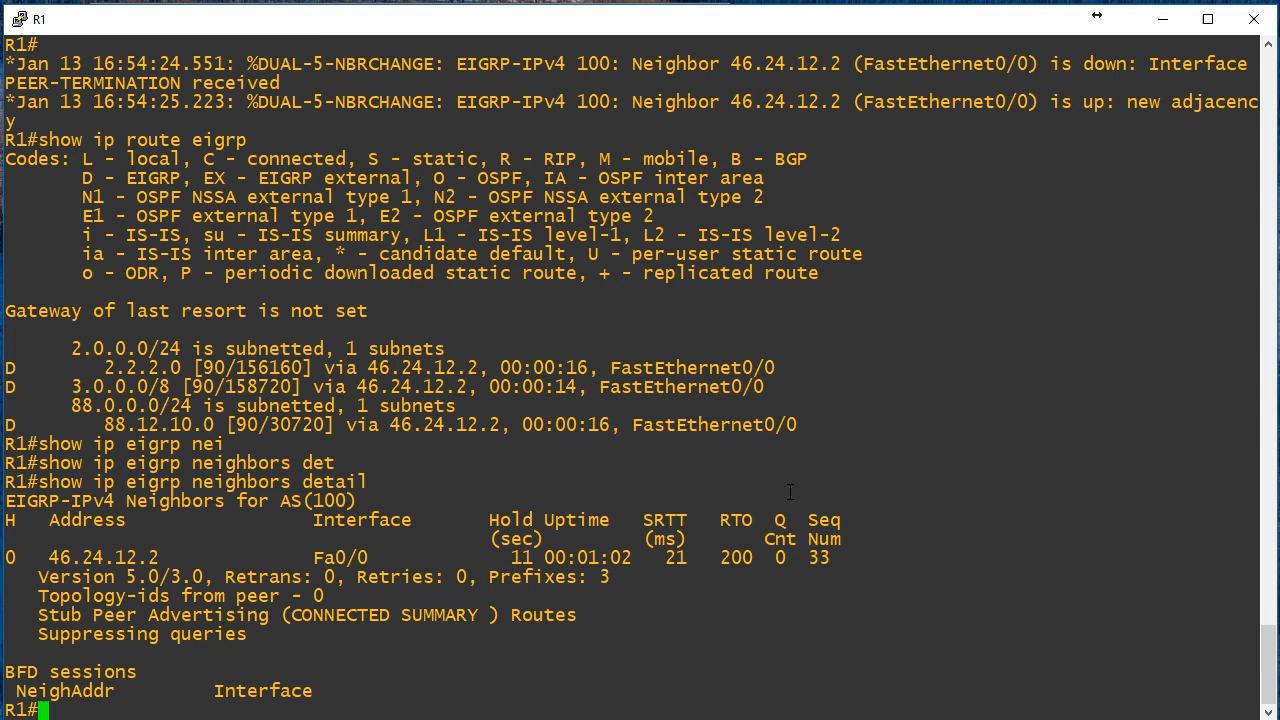 R1
R1#
*Jan 13 16:54:24.551: %DUAL-5-NBRCHANGE: EIGRP-IPv4 100: Neighbor 46.24.12.2 (FastEthernet0/0) is down: Interface
PEER-TERMINATION received
*Jan 13 16:54:25.223: %DUAL-5-NBRCHANGE: EIGRP-IPv4 100: Neighbor 46.24.12.2 (FastEthernet0/0) is up: new adjacenc
y
R1#show ip route eigrp
Codes: L - local, C - connected, S - static, R - RIP, M - mobile, B - BGP
       D - EIGRP, EX - EIGRP external, O - OSPF, IA - OSPF inter area
       N1 - OSPF NSSA external type 1, N2 - OSPF NSSA external type 2
       E1 - OSPF external type 1, E2 - OSPF external type 2
       i - IS-IS, su - IS-IS summary, L1 - IS-IS level-1, L2 - IS-IS level-2
       ia - IS-IS inter area, * - candidate default, U - per-user static route
       o - ODR, P - periodic downloaded static route, + - replicated route
Gateway of last resort is not set
      2.0.0.0/24 is subnetted, 1 subnets
D        2.2.2.0 [90/156160] via 46.24.12.2, 00:00:16, FastEthernet0/0
D     3.0.0.0/8 [90/158720] via 46.24.12.2, 00:00:14, FastEthernet0/0
      88.0.0.0/24 is subnetted, 1 subnets
D        88.12.10.0 [90/30720] via 46.24.12.2, 00:00:16, FastEthernet0/0
R1#show ip eigrp nei
R1#show ip eigrp neighbors det
R1#show ip eigrp neighbors detail
EIGRP-IPv4 Neighbors for AS(100)
H   Address                 Interface       Hold Uptime   SRTT   RTO  Q  Seq
                                            (sec)         (ms)       Cnt Num
0   46.24.12.2              Fa0/0             11 00:01:02   21   200  0  33
   Version 5.0/3.0, Retrans: 0, Retries: 0, Prefixes: 3
   Topology-ids from peer - 0
   Stub Peer Advertising (CONNECTED SUMMARY ) Routes
   Suppressing queries
BFD sessions
 NeighAddr         Interface
R1#